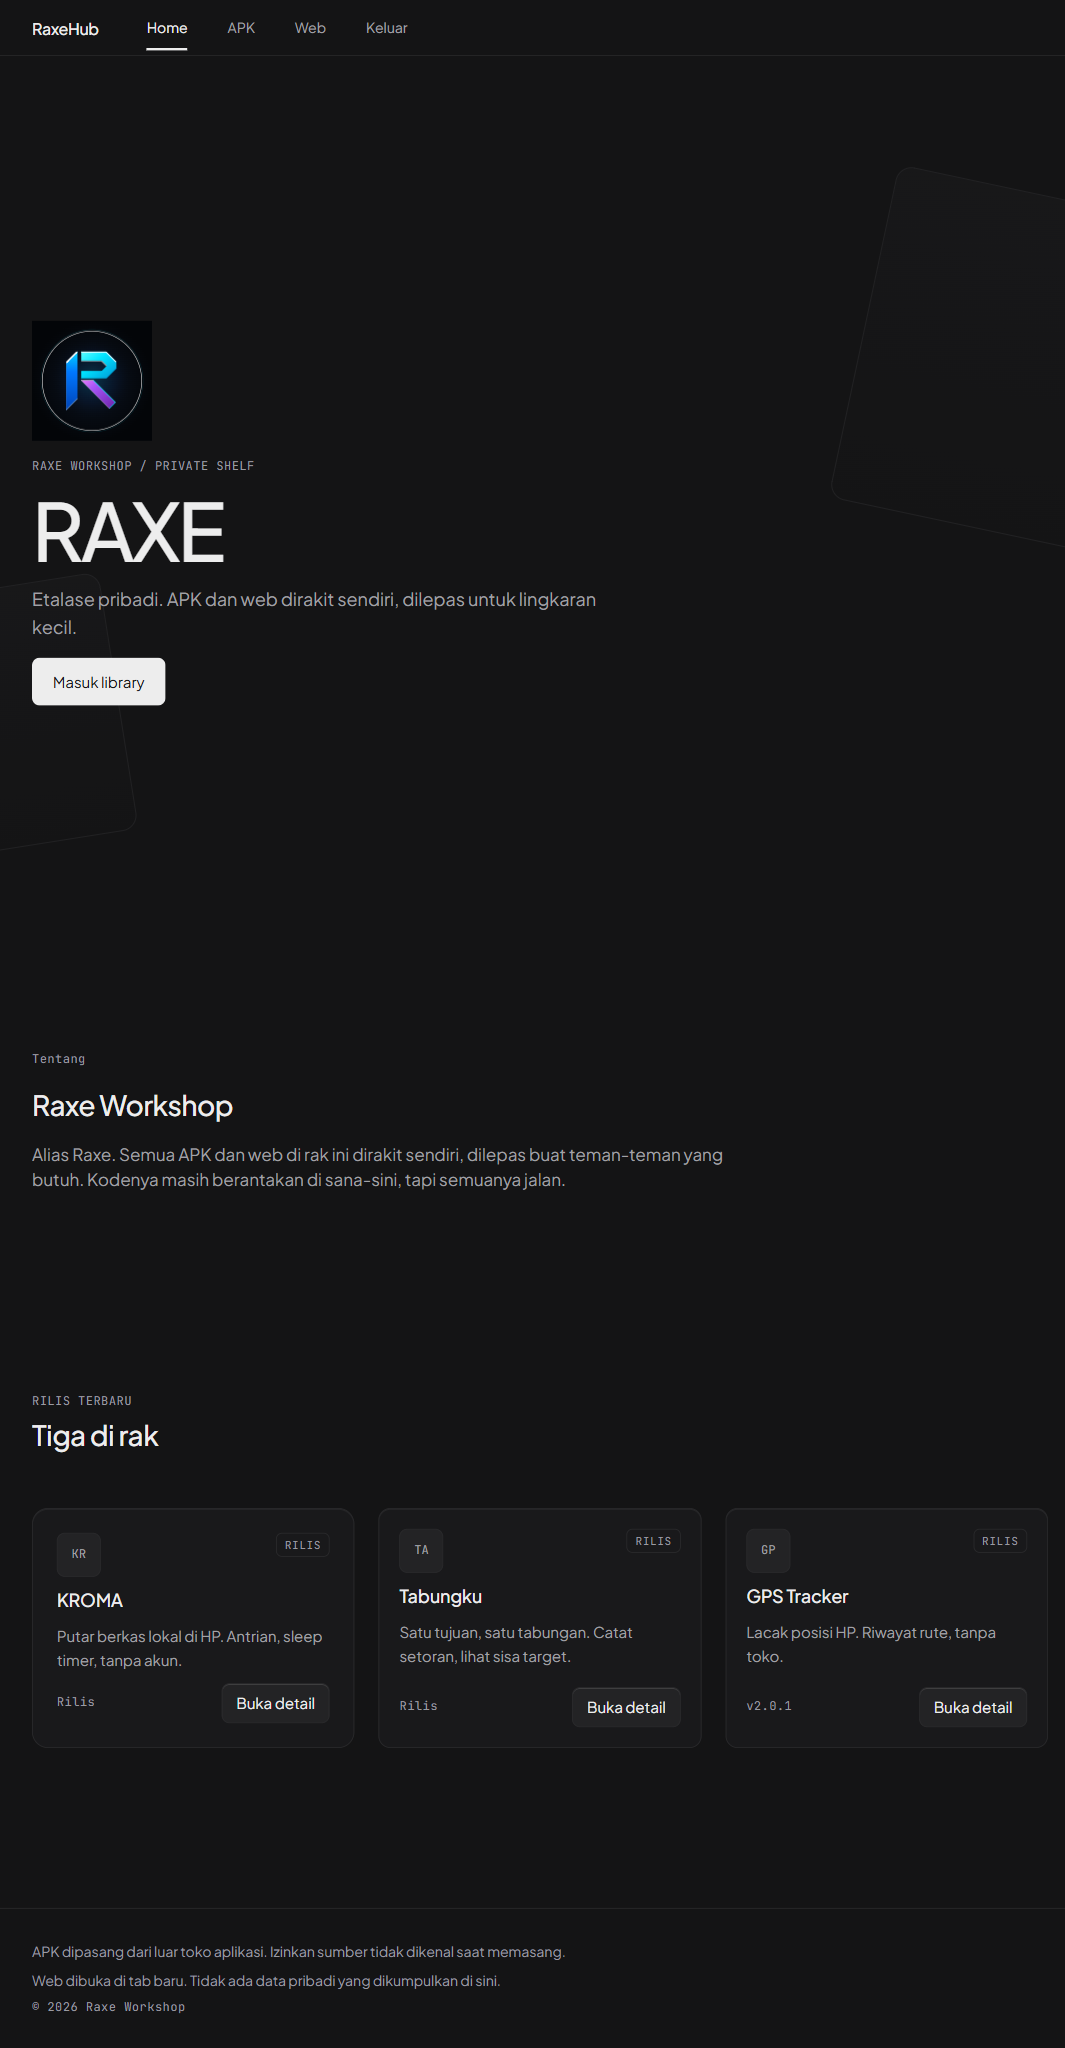 RaxeHub
Home
APK
Web
Keluar
RAXE WORKSHOP / PRIVATE SHELF
RAXE
Etalase pribadi. APK dan web dirakit sendiri, dilepas untuk lingkaran
kecil.
Masuk library
Tentang
Raxe Workshop
Alias Raxe. Semua APK dan web di rak ini dirakit sendiri, dilepas buat teman-teman yang
butuh. Kodenya masih berantakan di sana-sini, tapi semuanya jalan.
RILIS TERBARU
Tiga di rak
KR
RILIS
KROMA
Putar berkas lokal di HP. Antrian, sleep
timer, tanpa akun.
Rilis
Buka detail
TA
RILIS
Tabungku
Satu tujuan, satu tabungan. Catat
setoran, lihat sisa target.
Rilis
Buka detail
GP
RILIS
GPS Tracker
Lacak posisi HP. Riwayat rute, tanpa
toko.
v2.0.1
Buka detail
APK dipasang dari luar toko aplikasi. Izinkan sumber tidak dikenal saat memasang.
Web dibuka di tab baru. Tidak ada data pribadi yang dikumpulkan di sini.
© 2026 Raxe Workshop